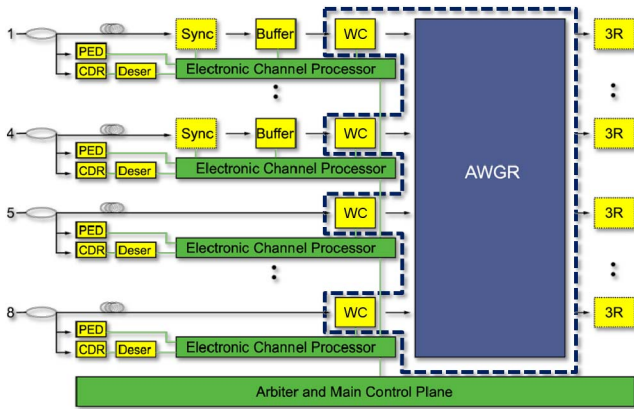 1 Sync Buffer WC 3R
PED
CDR Deser Electronic Channel Processor
4 Sync Buffer WC 3R
PED
CDR Deser Electronic Channel Processor
AWGR
5 WC 3R
PED
CDR Deser Electronic Channel Processor
8 WC 3R
PED
CDR Deser Electronic Channel Processor
Arbiter and Main Control Plane